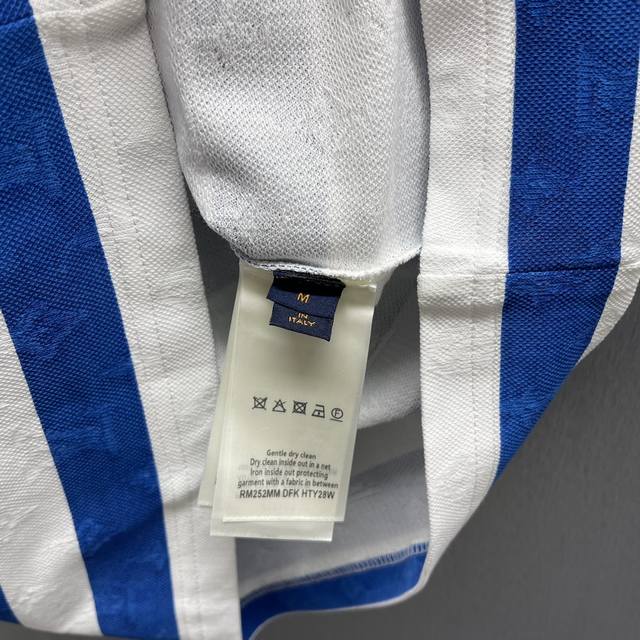 M
IN
ITALY
F
Gentle dry clean
Dry clean inside out in a net
Iron inside out protecting
garment with a fabric in between
RM252MM DFK HTY28W